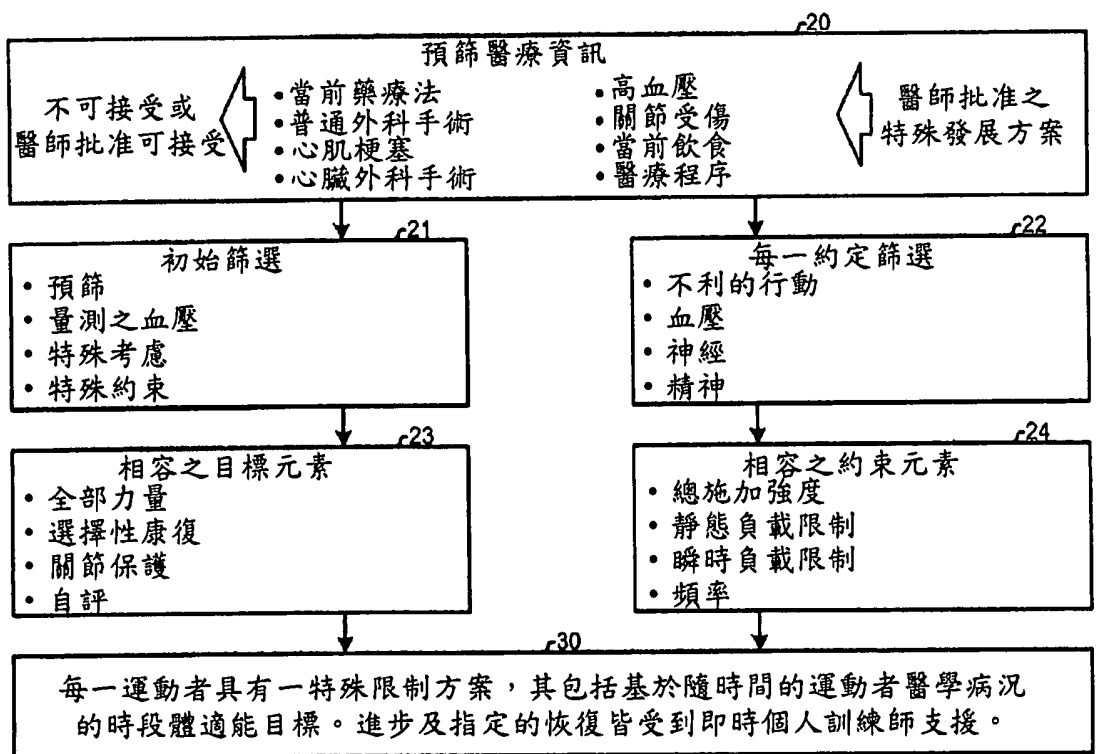 20
預篩醫療資訊
不可接受或
醫師批准可接受
•當前藥療法
•普通外科手術
•心肌梗塞
•心臟外科手術
•高血壓
•關節受傷
•當前飲食
•醫療程序
醫師批准之
特殊發展方案
21
初始篩選
• 預篩
• 量測之血壓
• 特殊考慮
• 特殊約束
22
每一約定篩選
• 不利的行動
• 血壓
• 神經
• 精神
23
相容之目標元素
• 全部力量
• 選擇性康復
• 關節保護
• 自評
24
相容之約束元素
• 總施加強度
• 靜態負載限制
• 瞬時負載限制
• 頻率
30
每一運動者具有一特殊限制方案，其包括基於隨時間的運動者醫學病況
的時段體適能目標。進步及指定的恢復皆受到即時個人訓練師支援。